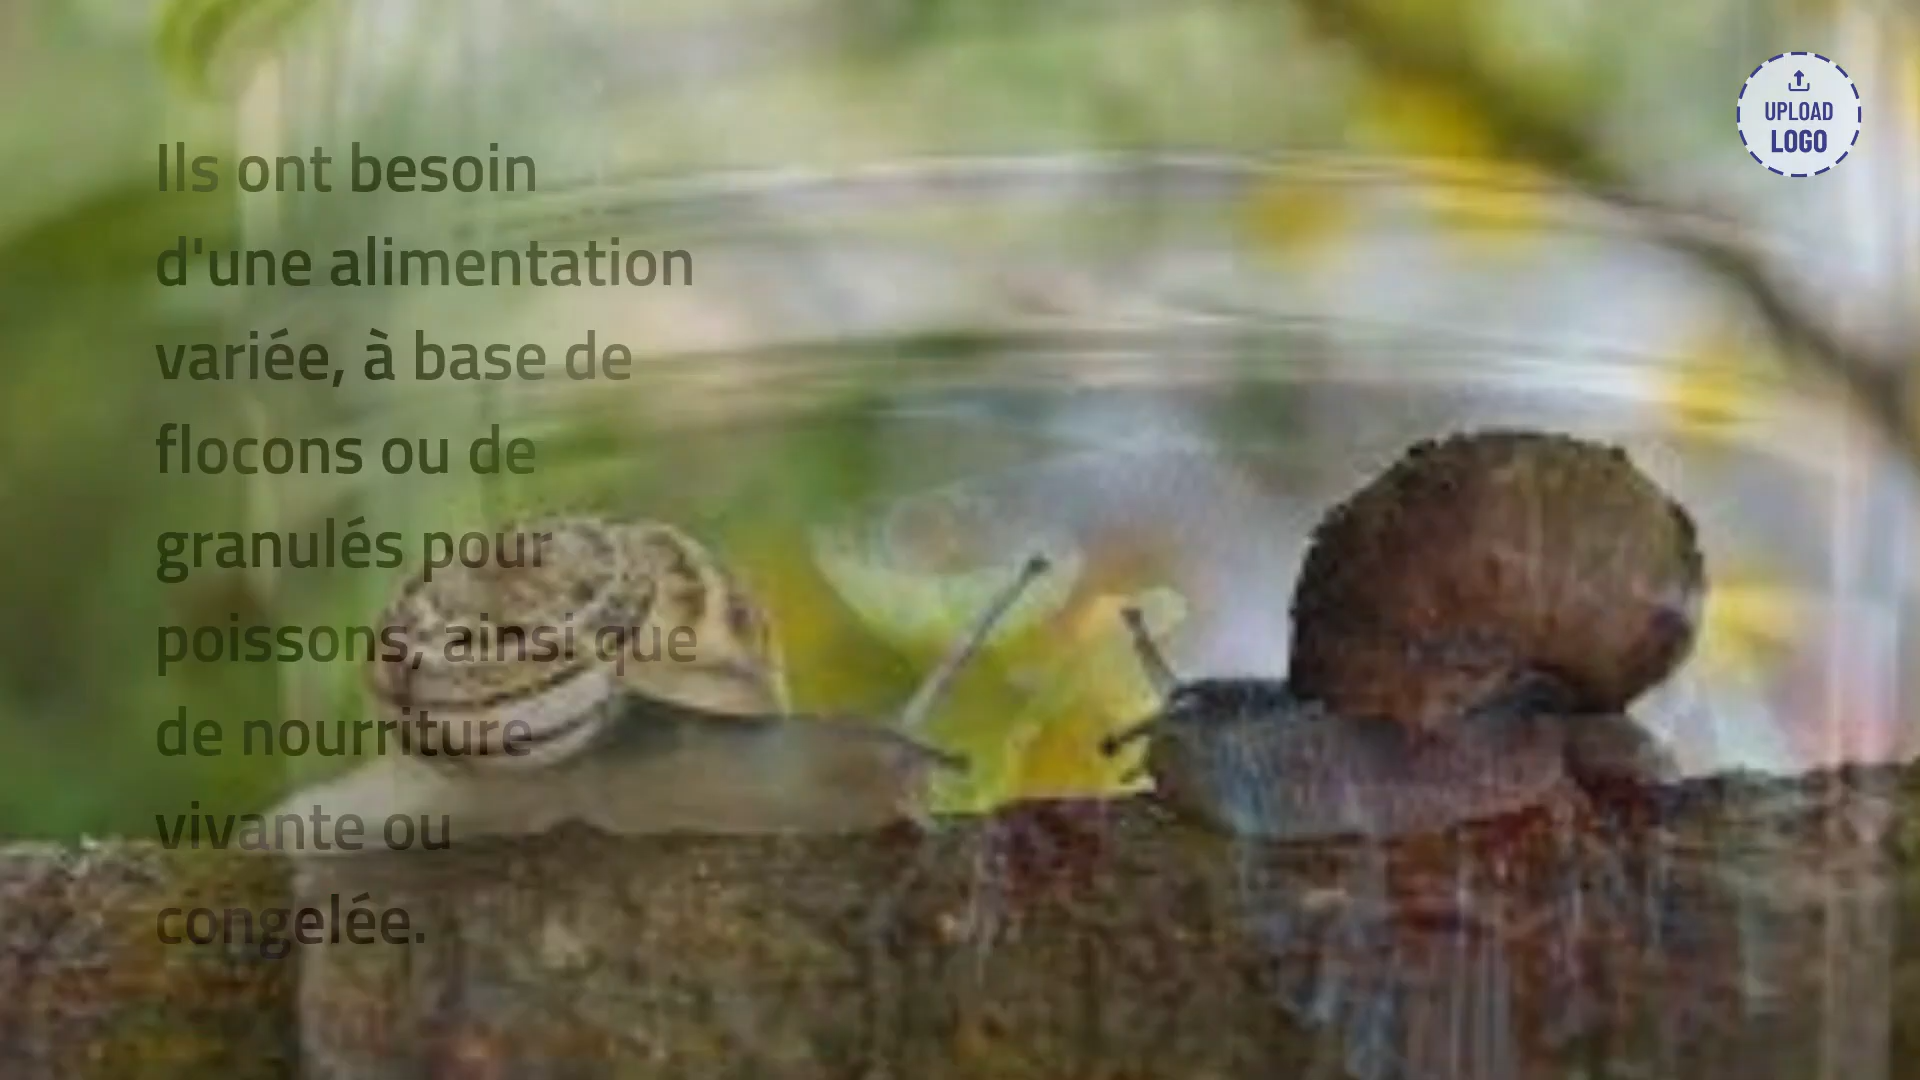 Ils ont besoin
d'une alimentation
variée, à base de
flocons ou de
granulés pour
poissons, ainsi que
de nourriture
vivante ou
congelée.
UPLOAD
LOGO